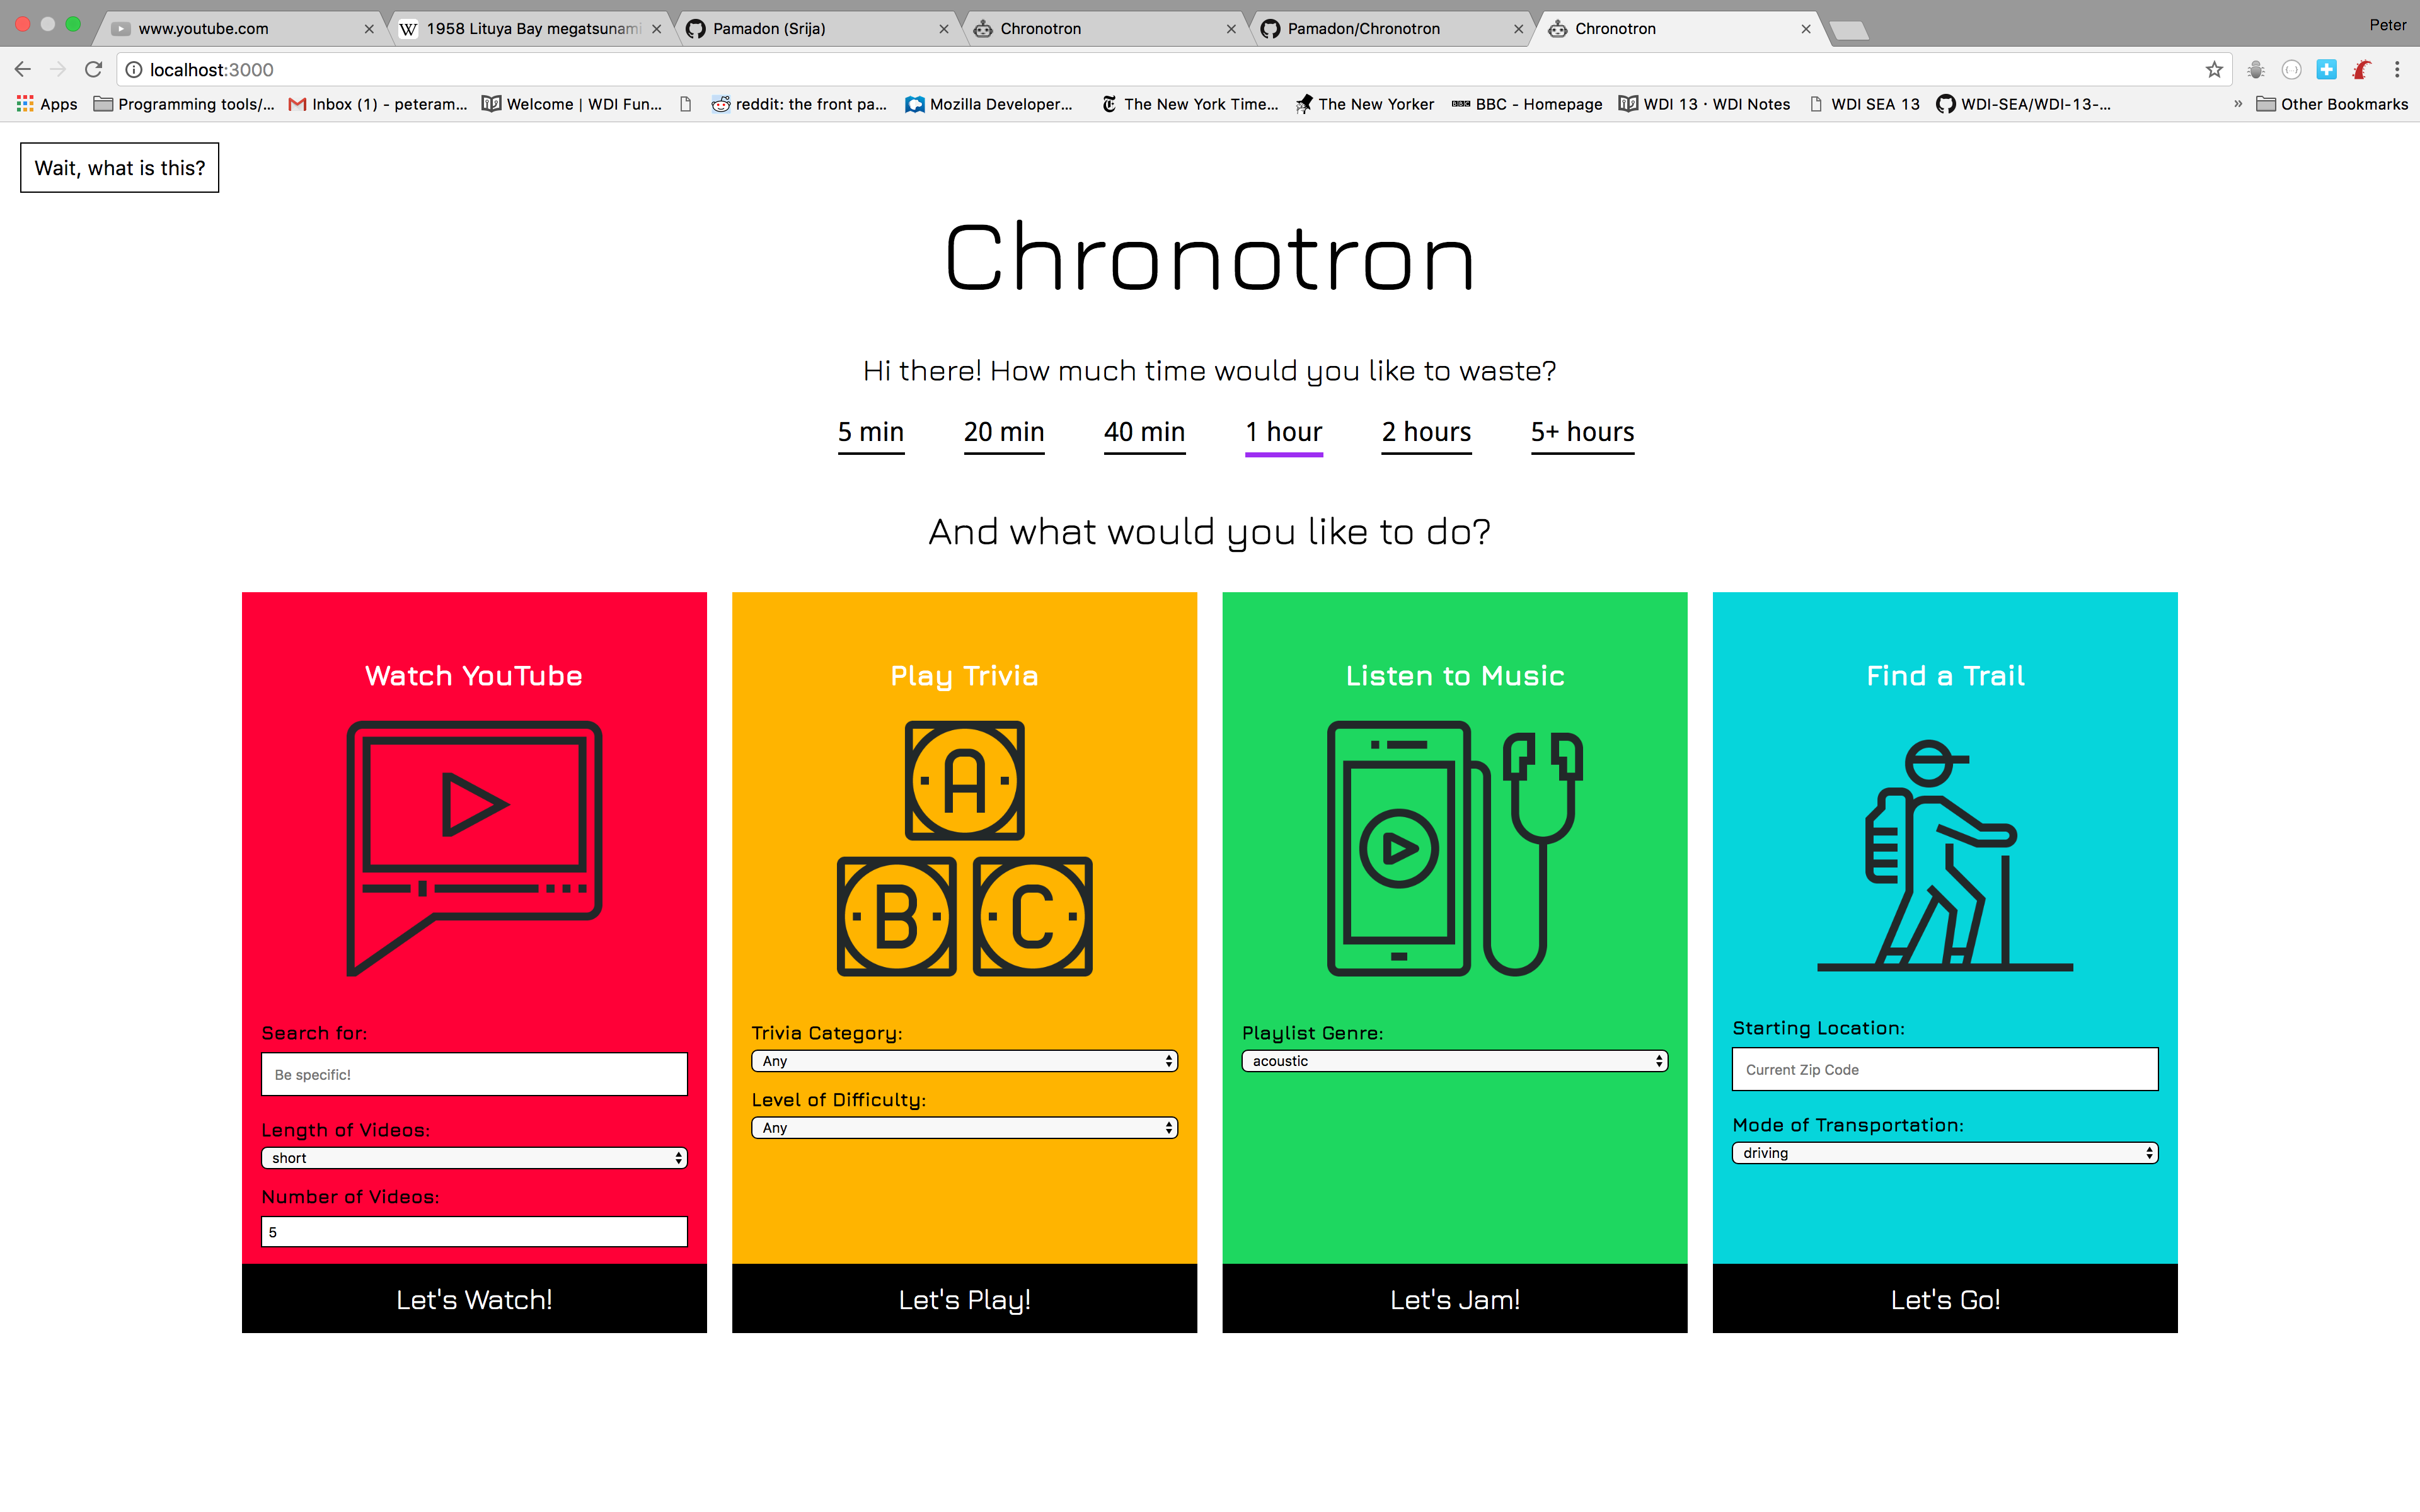 www.youtube.com
1958 Lituya Bay megatsunami
Pamadon (Srija)
Chronotron
Pamadon/Chronotron
Chronotron
Peter
localhost:3000
Apps
Programming tools/...
Inbox (1) - peteram...
Welcome | WDI Fun...
reddit: the front pa...
Mozilla Developer...
The New York Time...
The New Yorker
BBC - Homepage
WDI 13 · WDI Notes
WDI SEA 13
WDI-SEA/WDI-13-...
» Other Bookmarks
Wait, what is this?
Chronotron
Hi there! How much time would you like to waste?
5 min 20 min 40 min 1 hour 2 hours 5+ hours
And what would you like to do?
Watch YouTube
Search for:
Be specific!
Length of Videos:
short
Number of Videos:
5
Let's Watch!
Play Trivia
A
B C
Trivia Category:
Any
Level of Difficulty:
Any
Let's Play!
Listen to Music
Playlist Genre:
acoustic
Let's Jam!
Find a Trail
Starting Location:
Current Zip Code
Mode of Transportation:
driving
Let's Go!